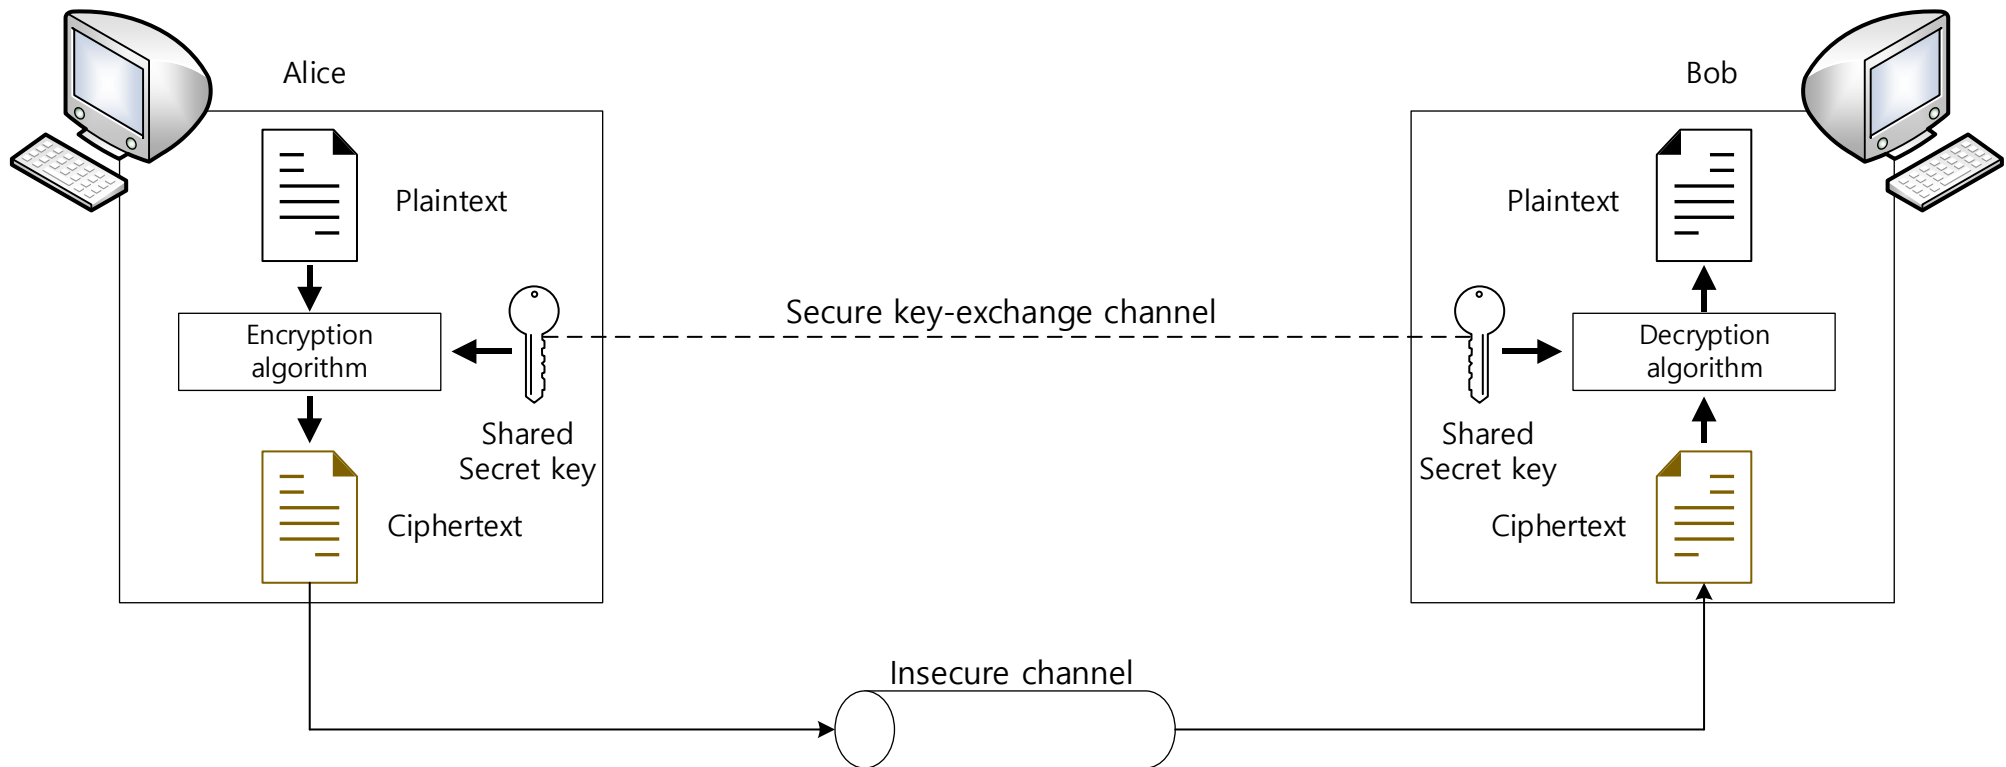 Alice
Bob
Plaintext
Plaintext
Secure key-exchange channel
Encryption
algorithm
Decryption
algorithm
Shared
Secret key
Shared
Secret key
Ciphertext
Ciphertext
Insecure channel